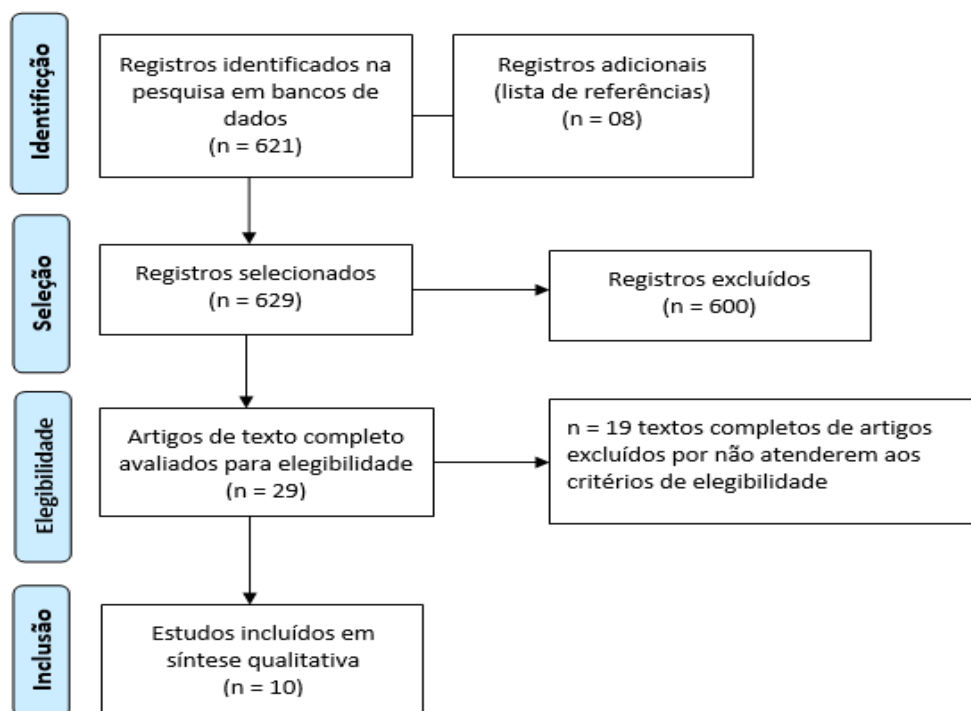 Identificção
Registros identificados na
pesquisa em bancos de
dados
(n = 621)
Registros adicionais
(lista de referências)
(n = 08)
Seleção
Registros selecionados
(n = 629)
Registros excluídos
(n = 600)
Elegibilidade
Artigos de texto completo
avaliados para elegibilidade
(n = 29)
n = 19 textos completos de artigos
excluídos por não atenderem aos
critérios de elegibilidade
Inclusão
Estudos incluídos em
síntese qualitativa
(n = 10)